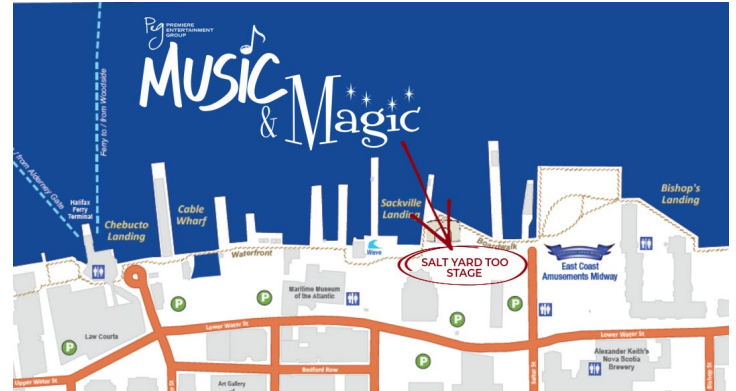 Peg PREMIERE
ENTERTAINMENT
GROUP
MUSIC
& Magic
Ferry to / from Woodside
/ from Alderney Gate
Halifax
Ferry
Terminal
Chebucto
Landing
Cable
Wharf
Sackville
Landing
Bishop's
Landing
Waterfront
Wave
Boardwalk
SALT YARD TOO
STAGE
East Coast
Amusements Midway
Maritime Museum
of the Atlantic
P
P
P
P
Law Courts
Lower Water St
Lower Water St
Bedford Row
Upper Water St
Art Gallery
of
Salter St
Alexander Keith's
Nova Scotia
Brewery
Bishop St